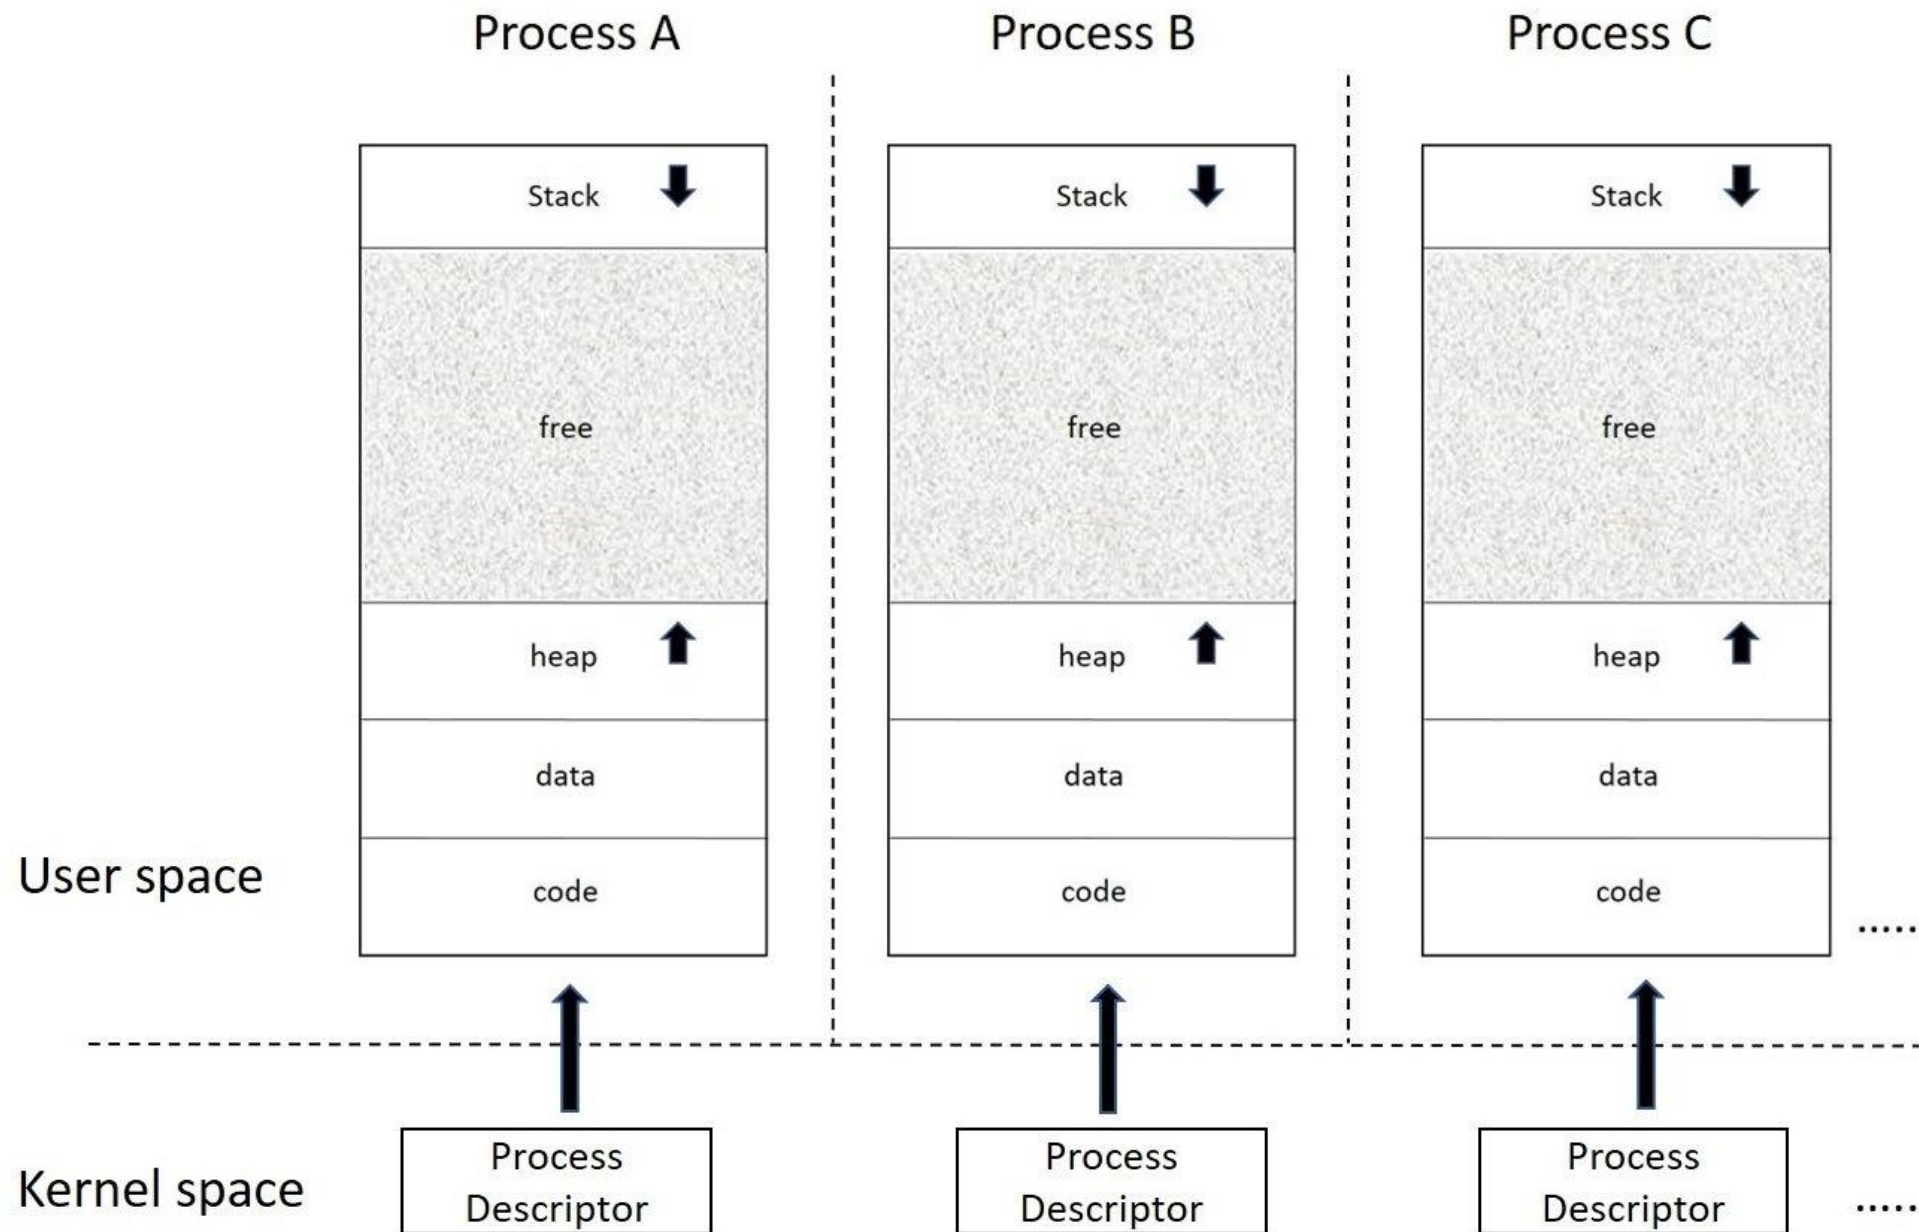 Process A
Process B
Process C
Stack
Stack
Stack
free
free
free
heap
heap
heap
data
data
data
User space
code
code
code
.....
Process
Descriptor
Process
Descriptor
Process
Descriptor
Kernel space
.....